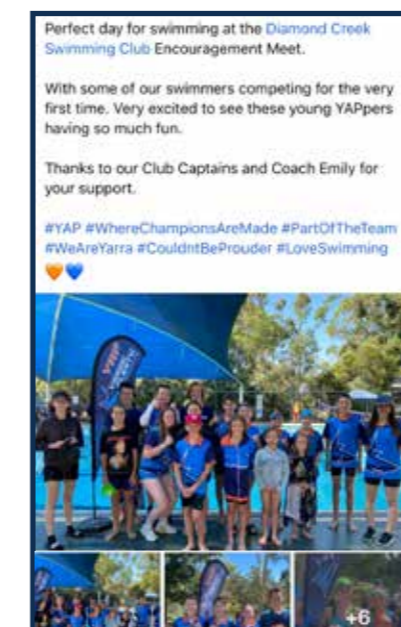 Perfect day for swimming at the Diamond Creek
Swimming Club Encouragement Meet.
With some of our swimmers competing for the very
first time. Very excited to see these young YAPpers
having so much fun.
Thanks to our Club Captains and Coach Emily for
your support.
#YAP #WhereChampionsAreMade #PartOfTheTeam
#WeAreYarra #CouldntBeProuder #LoveSwimming
🧡💙
YAP
+6